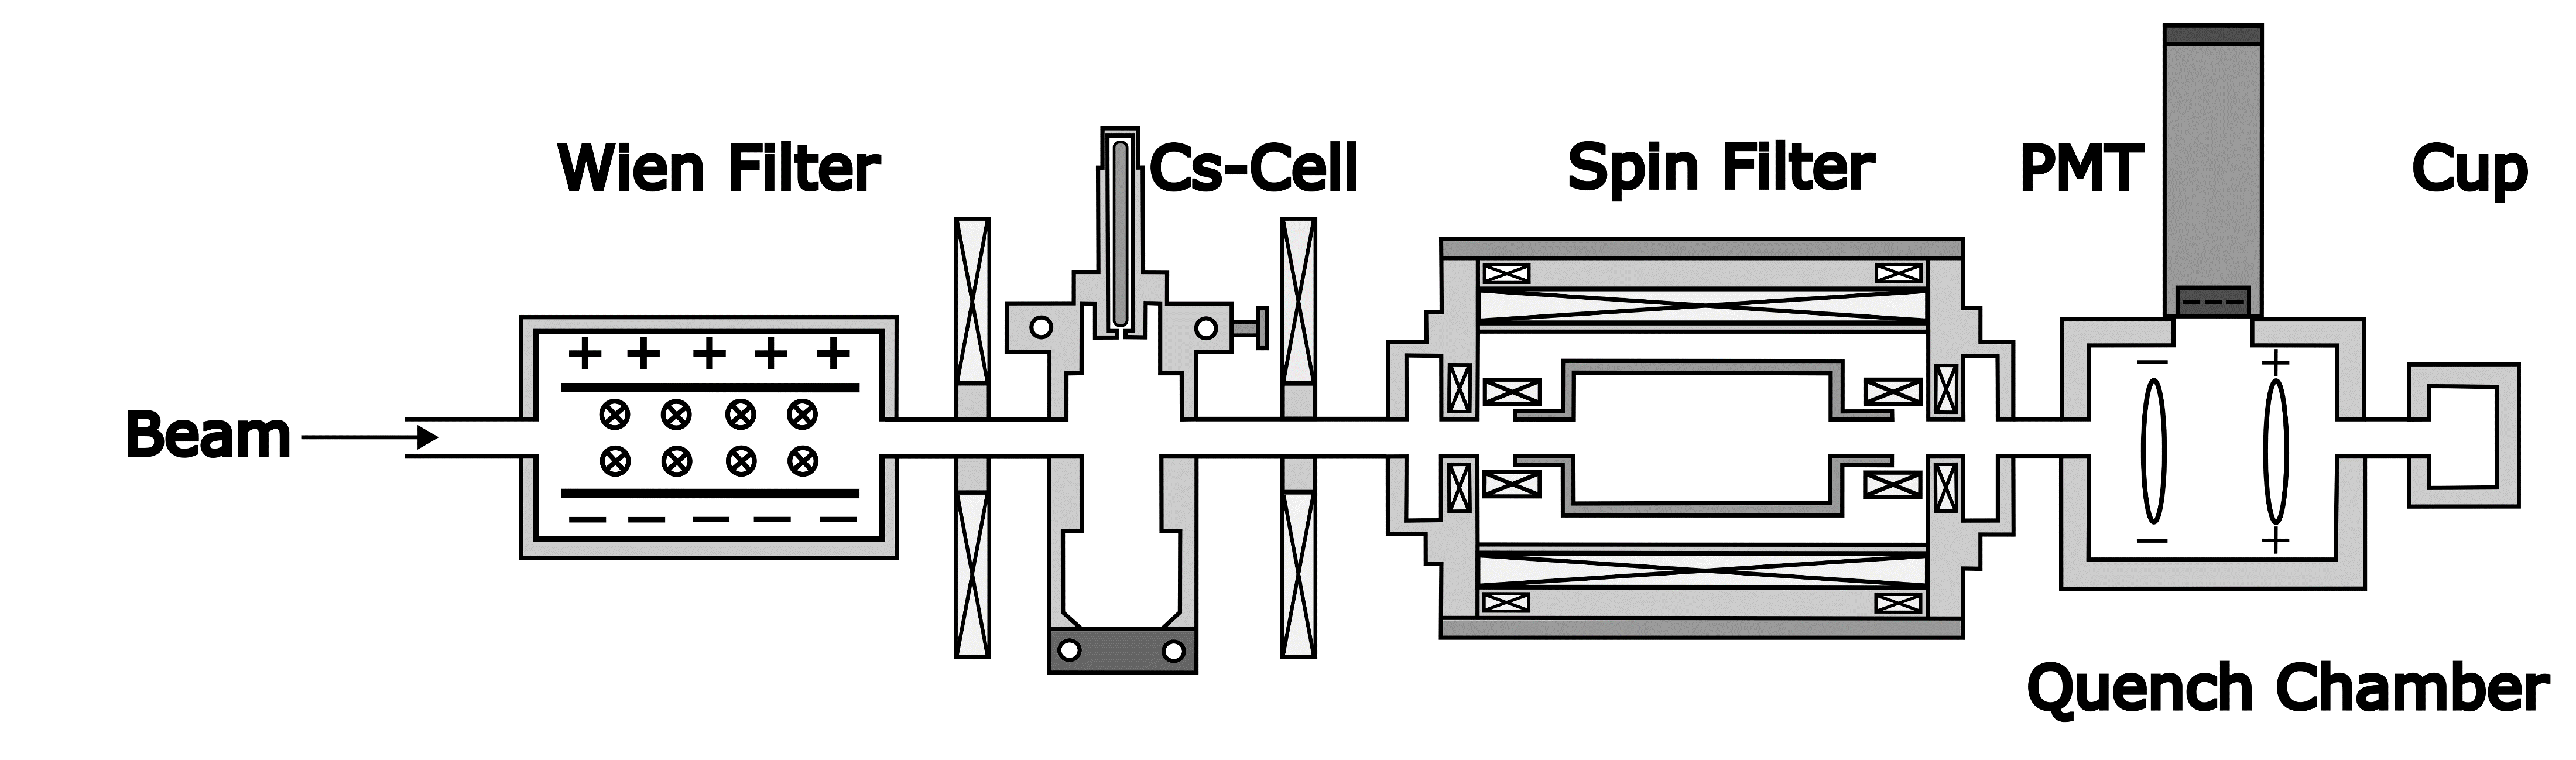 Wien Filter
Cs-Cell
Spin Filter
PMT
Cup
Beam
+ + + + +
− − − − −
− +
− +
Quench Chamber